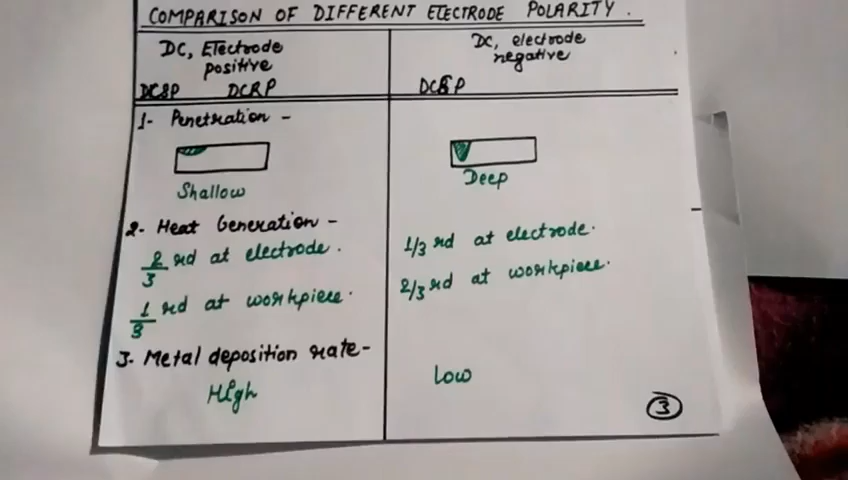 COMPARISON OF DIFFERENT ELECTRODE POLARITY.
DC, Electrode
positive
DCRP
DC, electrode
negative
1- Penetration -
Shallow
Deep
2- Heat Generation -
2/3 rd at electrode.
1/3 rd at electrode.
1/3 rd at workpiece.
2/3 rd at workpiece.
3- Metal deposition rate-
High
Low
3